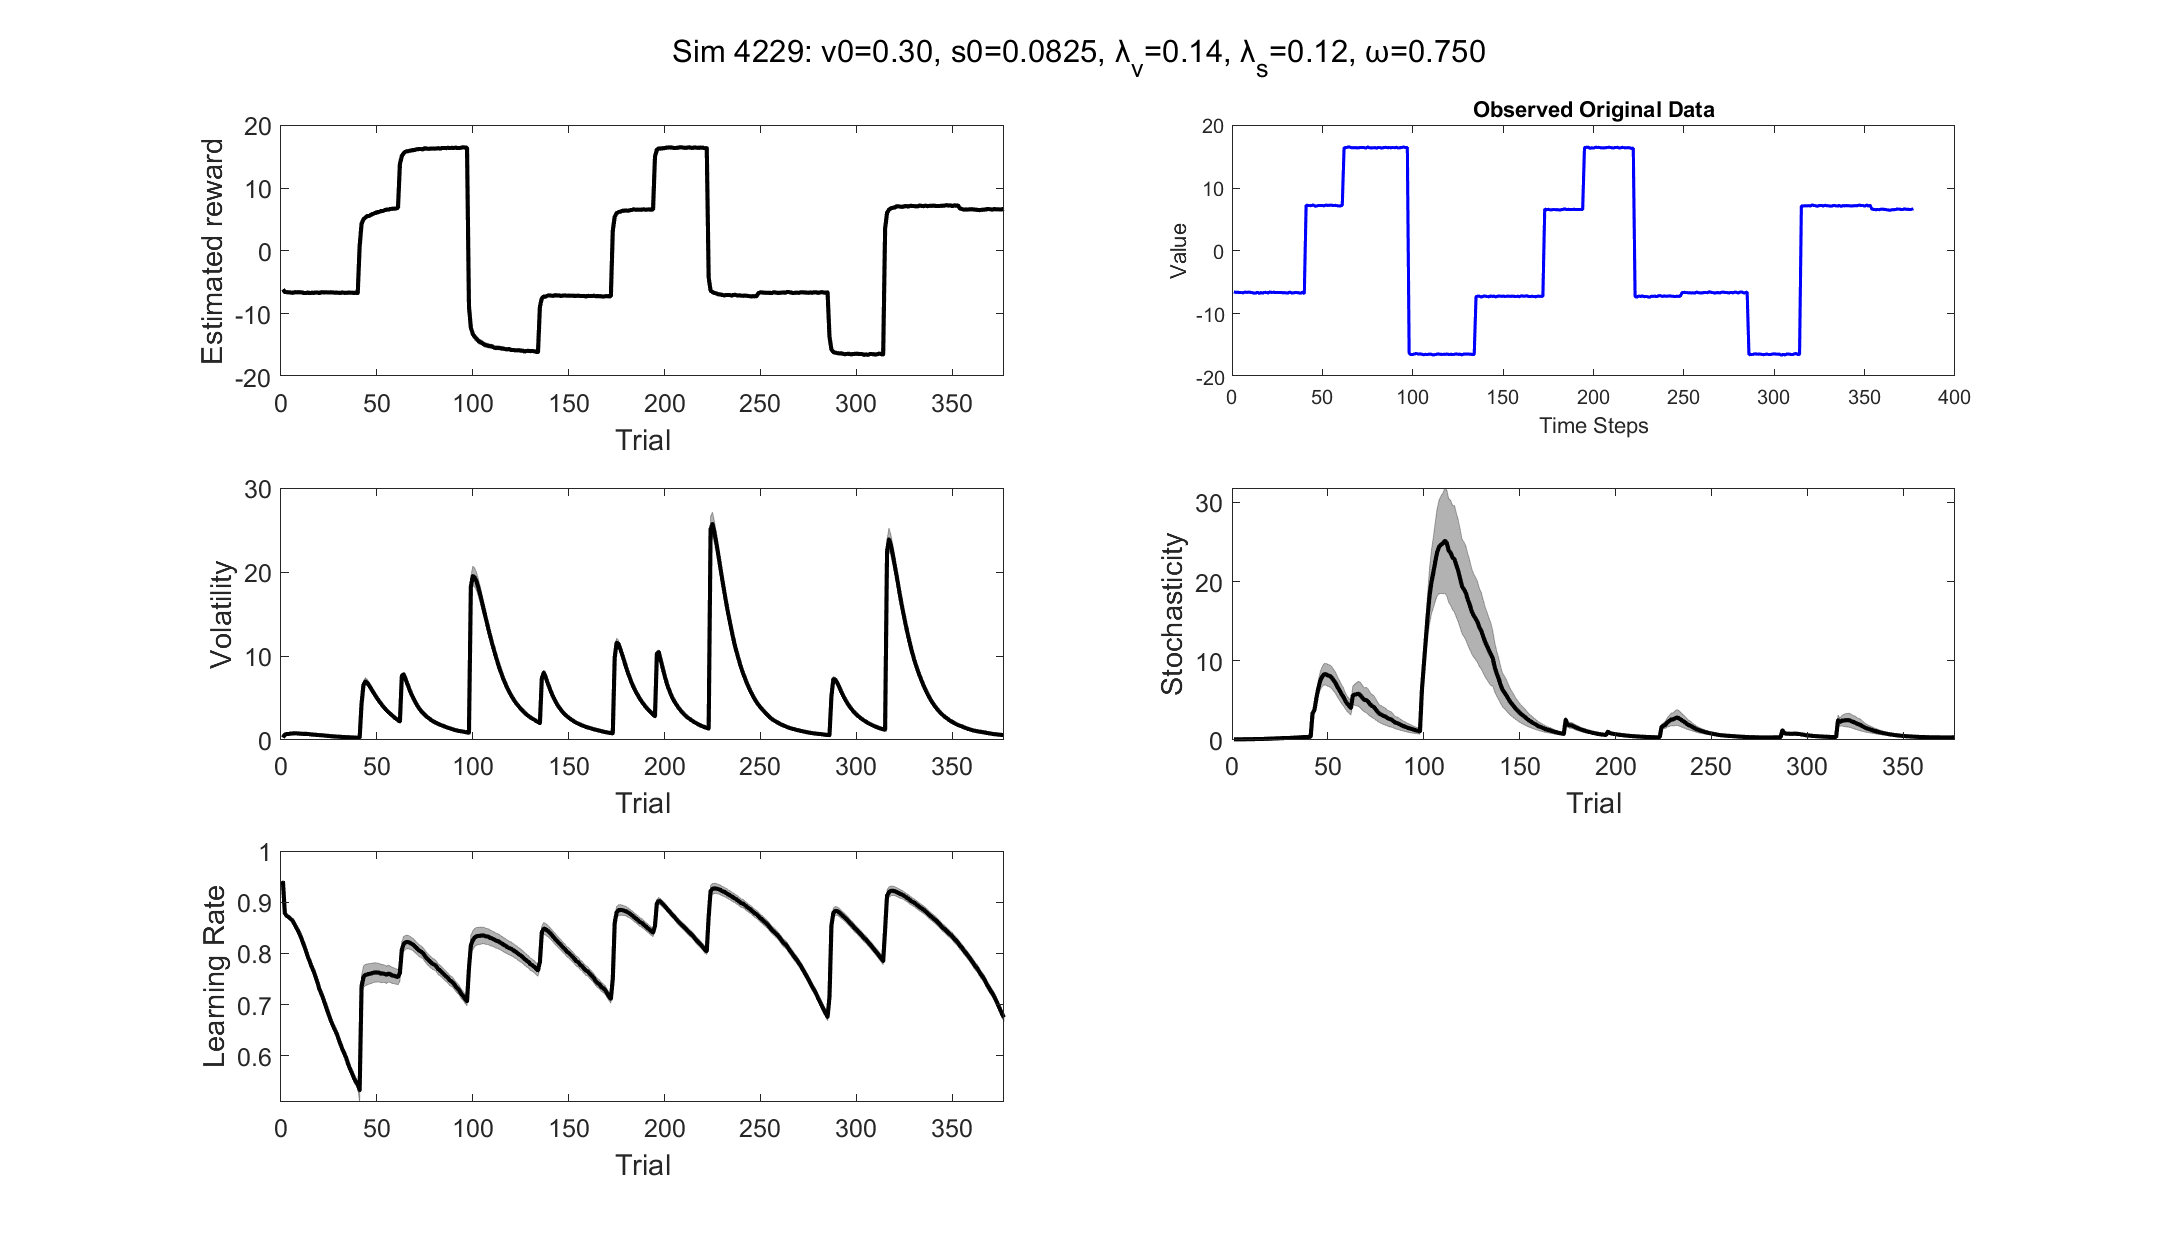 Sim 4229: v0=0.30, s0=0.0825, λv=0.14, λs=0.12, ω=0.750
20
10
0
-10
-20
Estimated reward
0 50 100 150 200 250 300 350
Trial
Observed Original Data
20
10
0
-10
-20
Value
0 50 100 150 200 250 300 350 400
Time Steps
30
20
10
0
Volatility
0 50 100 150 200 250 300 350
Trial
30
20
10
0
Stochasticity
0 50 100 150 200 250 300 350
Trial
1
0.9
0.8
0.7
0.6
Learning Rate
0 50 100 150 200 250 300 350
Trial